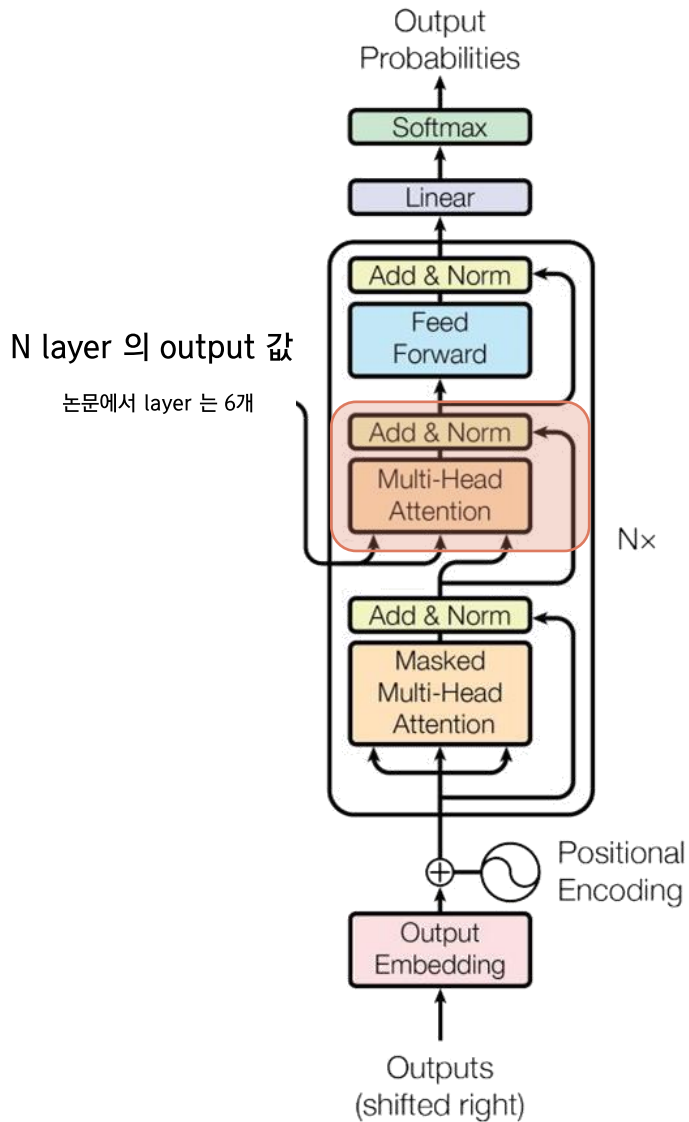 Output
Probabilities
Softmax
Linear
Add & Norm
Feed
Forward
N layer 의 output 값
논문에서 layer 는 6개
Add & Norm
Multi-Head
Attention
N×
Add & Norm
Masked
Multi-Head
Attention
Positional
Encoding
Output
Embedding
Outputs
(shifted right)